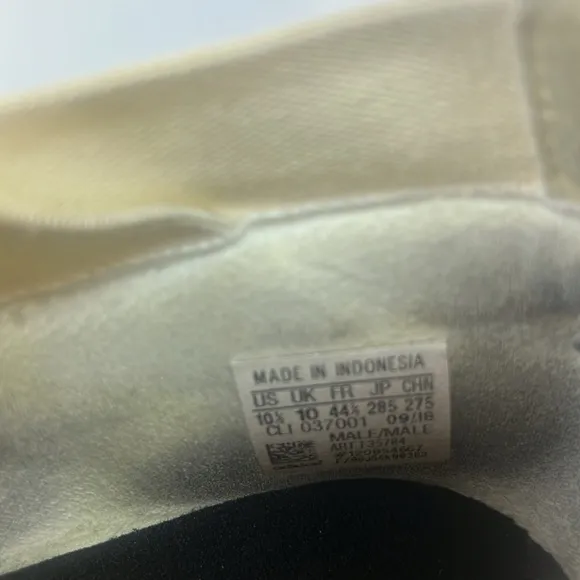 MADE IN INDONESIA
US UK FR JP CHN
10½ 10 44⅔ 285 275
CLI 037001 09/18
MALE/MALE
ART